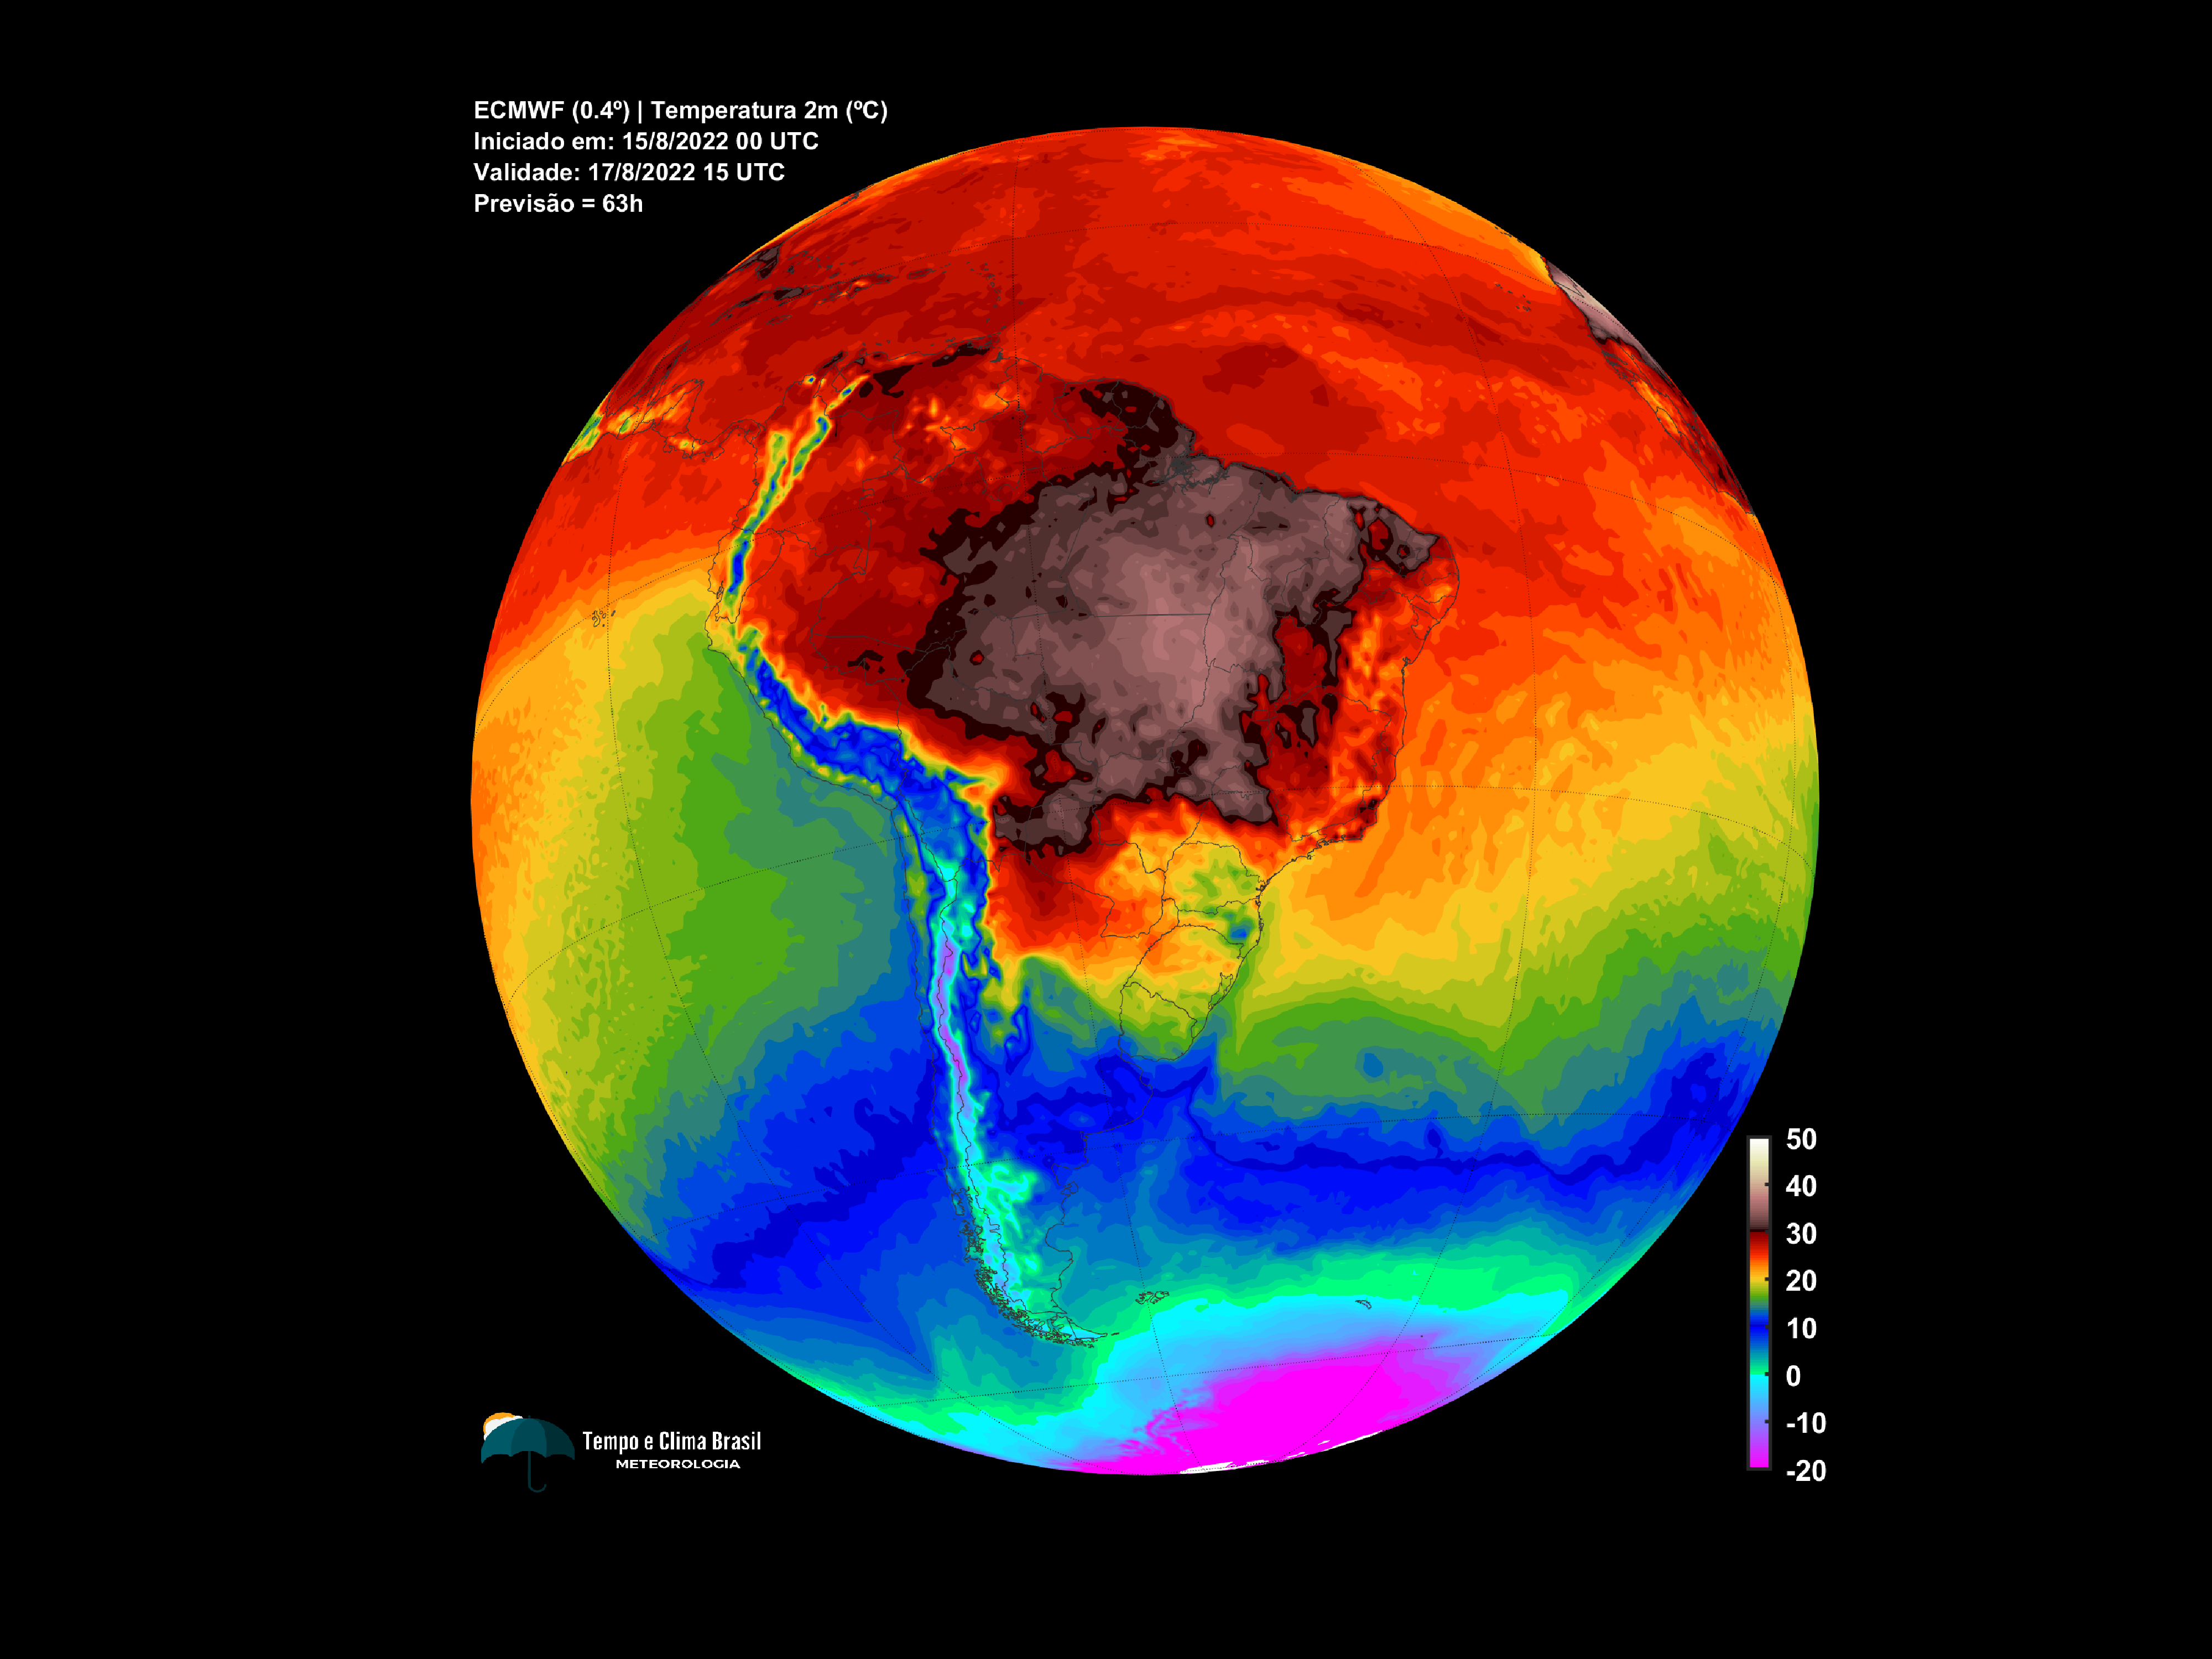 ECMWF (0.4º) | Temperatura 2m (ºC)
Iniciado em: 15/8/2022 00 UTC
Validade: 17/8/2022 15 UTC
Previsão = 63h
50
40
30
20
10
0
-10
-20
Tempo e Clima Brasil
METEOROLOGIA